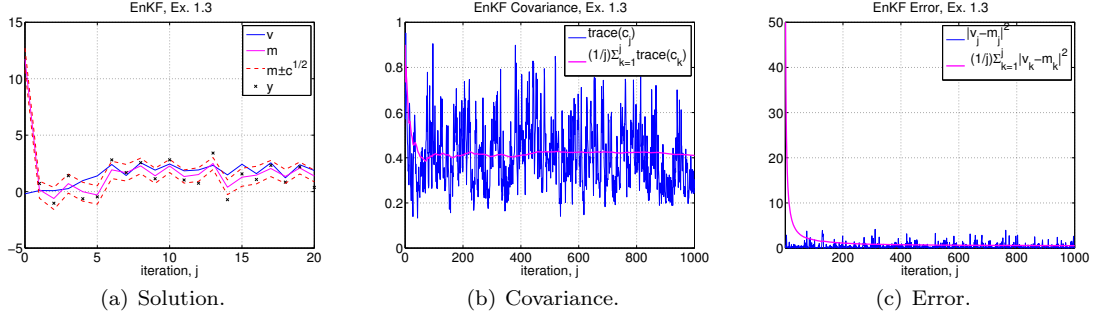 EnKF, Ex. 1.3
15
10
5
0
−5
0
5
10
15
20
v
m
m±c^{1/2}
y
iteration, j
(a) Solution.
EnKF Covariance, Ex. 1.3
1
0.8
0.6
0.4
0.2
0
0
200
400
600
800
1000
trace(c_j)
(1/j)Σ_{k=1}^{j} trace(c_k)
iteration, j
(b) Covariance.
EnKF Error, Ex. 1.3
50
40
30
20
10
0
200
400
600
800
1000
|v_j−m_j|^2
(1/j)Σ_{k=1}^{j} |v_k−m_k|^2
iteration, j
(c) Error.